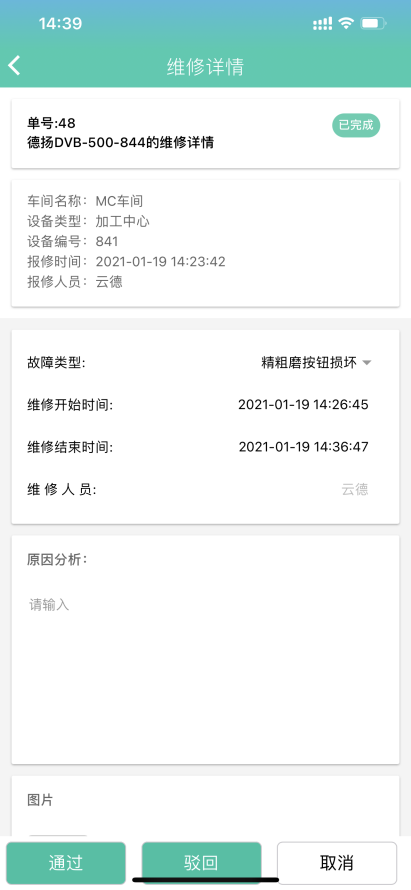 14:39
维修详情
单号:48
已完成
德扬DVB-500-844的维修详情
车间名称：MC车间
设备类型：加工中心
设备编号：841
报修时间：2021-01-19 14:23:42
报修人员：云德
故障类型:
精粗磨按钮损坏
维修开始时间:
2021-01-19 14:26:45
维修结束时间:
2021-01-19 14:36:47
维 修 人 员:
云德
原因分析：
请输入
图片
通过
驳回
取消